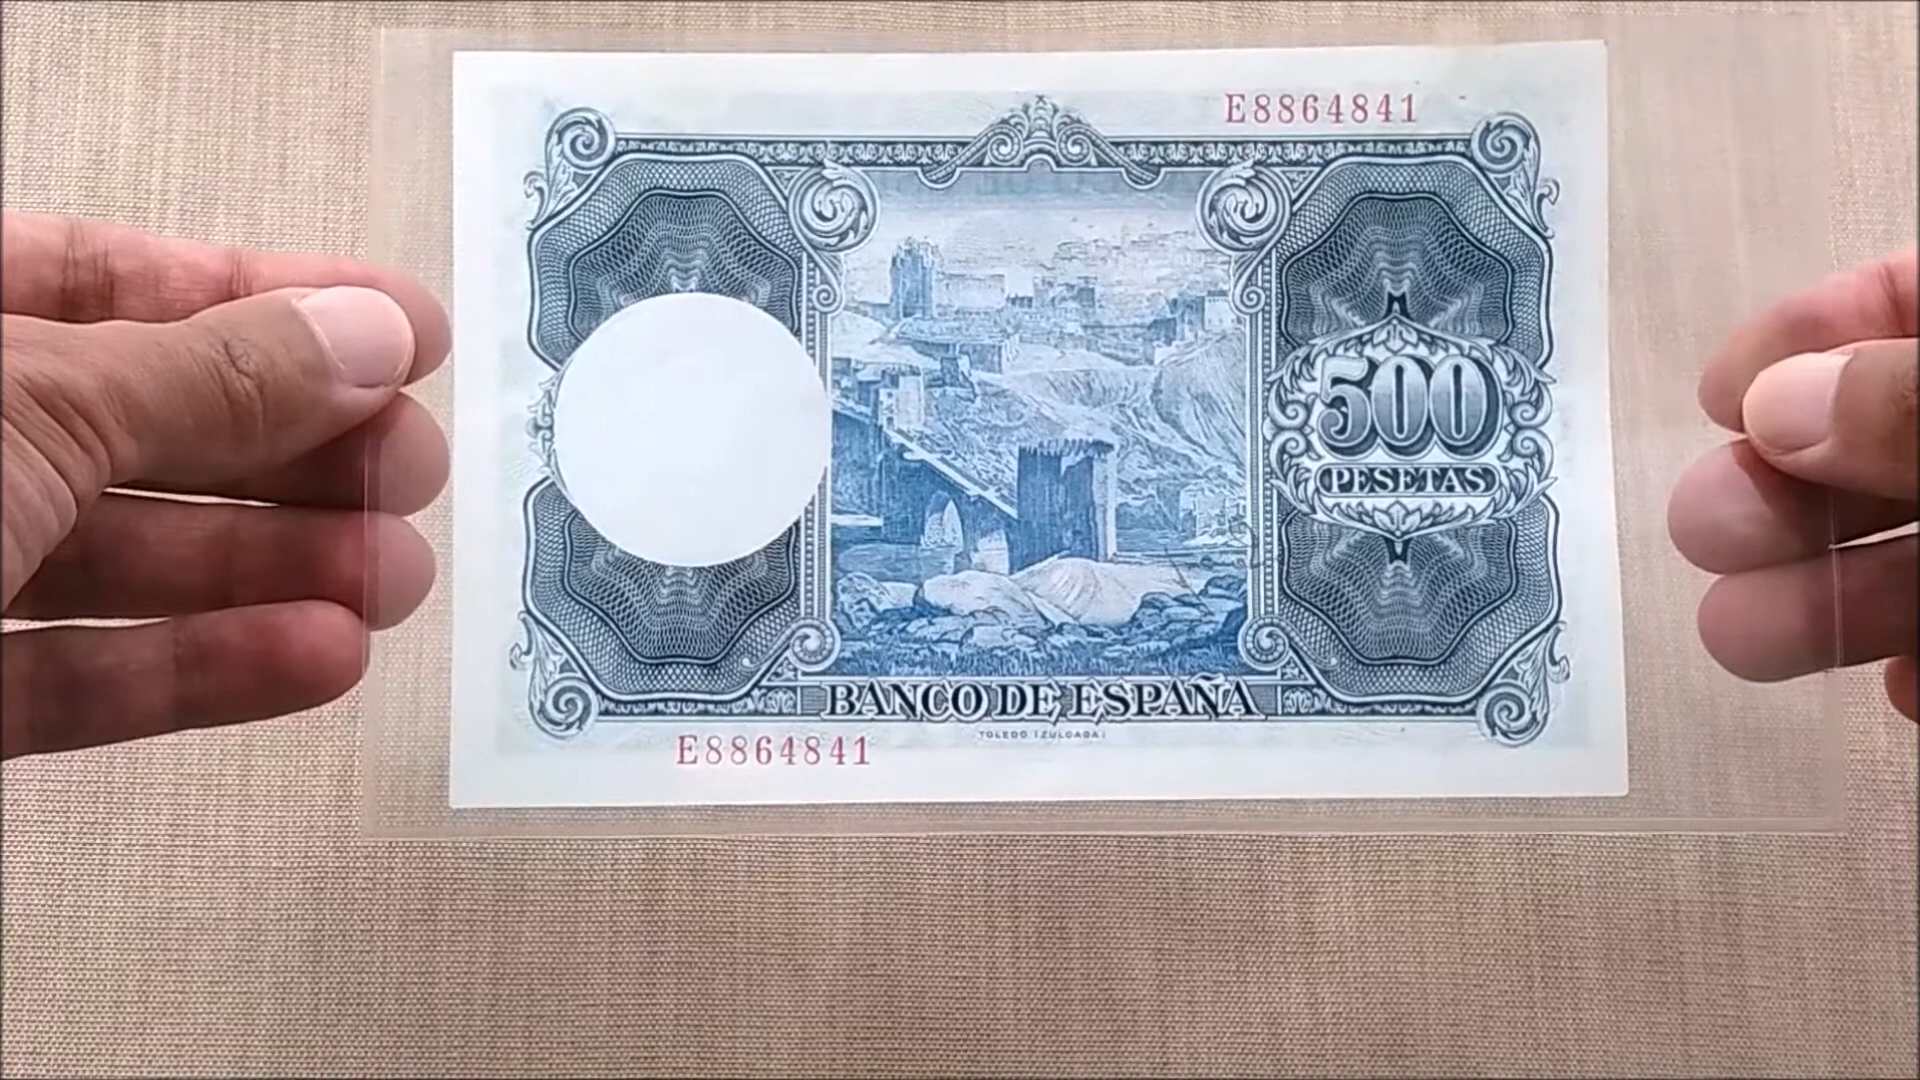 E8864841
500
PESETAS
BANCO DE ESPAÑA
TOLEDO (ZULOAGA)
E8864841